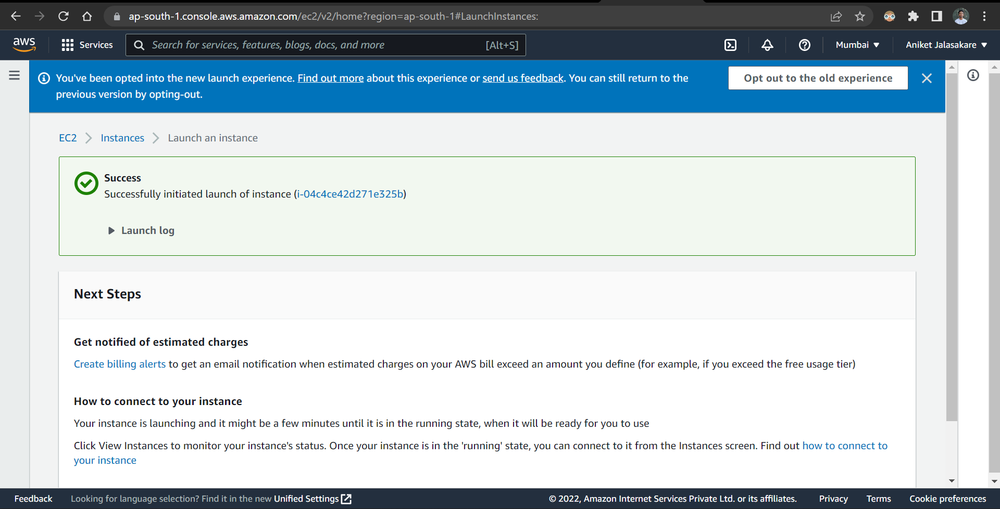 ap-south-1.console.aws.amazon.com/ec2/v2/home?region=ap-south-1#LaunchInstances:
aws
Services
Search for services, features, blogs, docs, and more
[Alt+S]
Mumbai
Aniket Jalasakare
You've been opted into the new launch experience. Find out more about this experience or send us feedback. You can still return to the
previous version by opting-out.
Opt out to the old experience
EC2
Instances
Launch an instance
Success
Successfully initiated launch of instance (i-04c4ce42d271e325b)
Launch log
Next Steps
Get notified of estimated charges
Create billing alerts to get an email notification when estimated charges on your AWS bill exceed an amount you define (for example, if you exceed the free usage tier)
How to connect to your instance
Your instance is launching and it might be a few minutes until it is in the running state, when it will be ready for you to use
Click View Instances to monitor your instance's status. Once your instance is in the 'running' state, you can connect to it from the Instances screen. Find out how to connect to
your instance
Feedback
Looking for language selection? Find it in the new Unified Settings
© 2022, Amazon Internet Services Private Ltd. or its affiliates.
Privacy
Terms
Cookie preferences